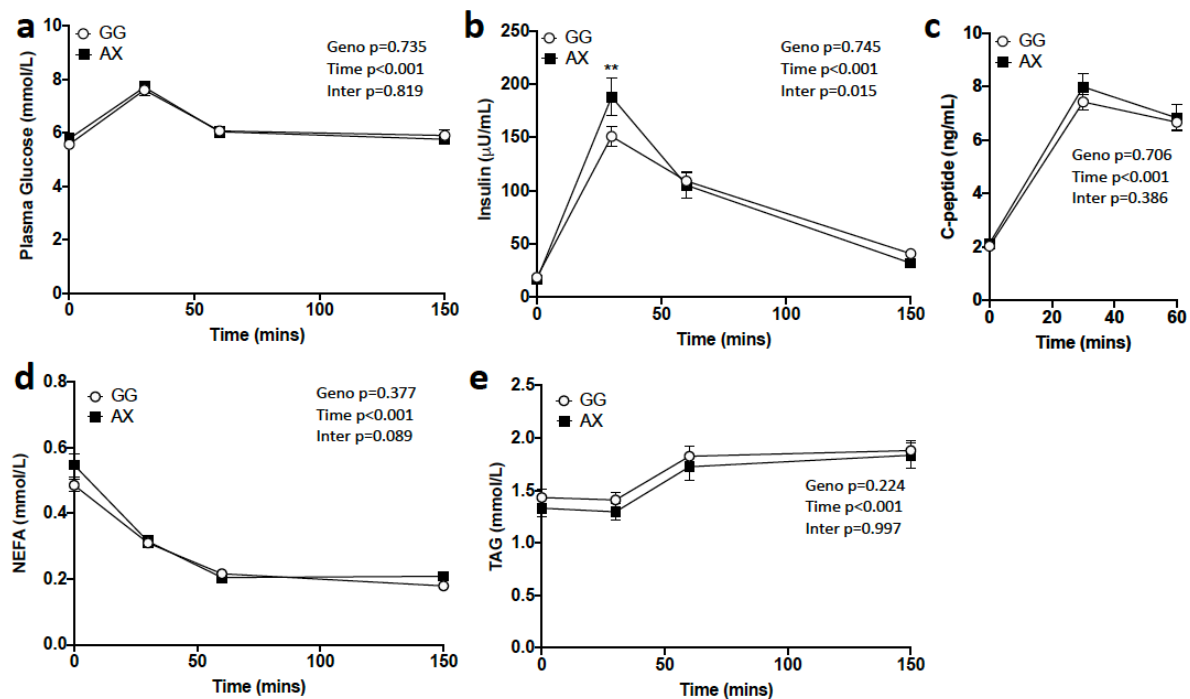 a
GG
AX
Geno p=0.735
Time p<0.001
Inter p=0.819
Plasma Glucose (mmol/L)
10
8
6
4
2
0
0 50 100 150
Time (mins)
b
GG
AX
**
Geno p=0.745
Time p<0.001
Inter p=0.015
Insulin (μU/mL)
250
200
150
100
50
0
0 50 100 150
Time (mins)
c
GG
AX
Geno p=0.706
Time p<0.001
Inter p=0.386
C-peptide (ng/mL)
10
8
6
4
2
0
0 20 40 60
Time (mins)
d
GG
AX
Geno p=0.377
Time p<0.001
Inter p=0.089
NEFA (mmol/L)
0.8
0.6
0.4
0.2
0.0
0 50 100 150
Time (mins)
e
GG
AX
Geno p=0.224
Time p<0.001
Inter p=0.997
TAG (mmol/L)
2.5
2.0
1.5
1.0
0.5
0.0
0 50 100 150
Time (mins)